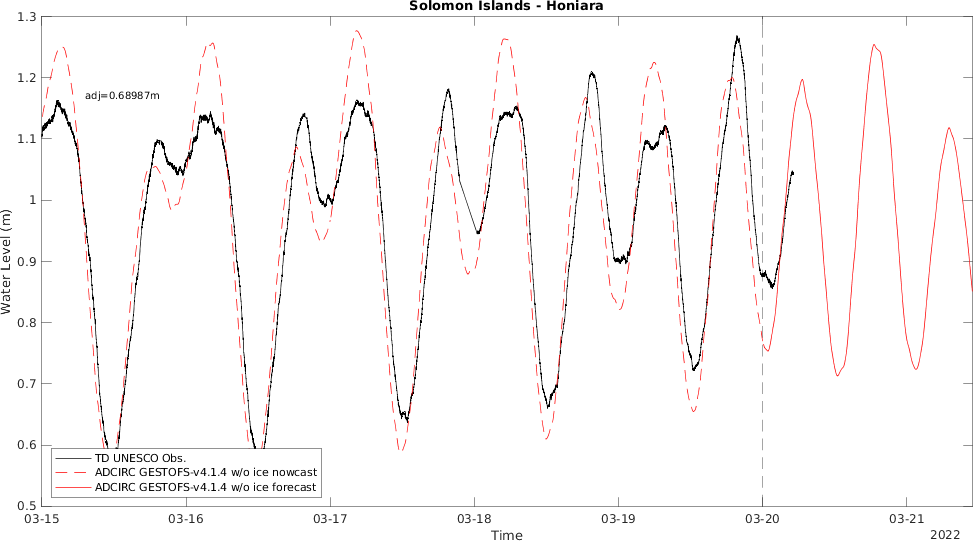 Solomon Islands - Honiara
1.3
1.2
adj=0.68987m
1.1
1
0.9
0.8
0.7
0.6
0.5
Water Level (m)
TD UNESCO Obs.
ADCIRC GESTOFS-v4.1.4 w/o ice nowcast
ADCIRC GESTOFS-v4.1.4 w/o ice forecast
03-15 03-16 03-17 03-18 03-19 03-20 03-21
Time
2022